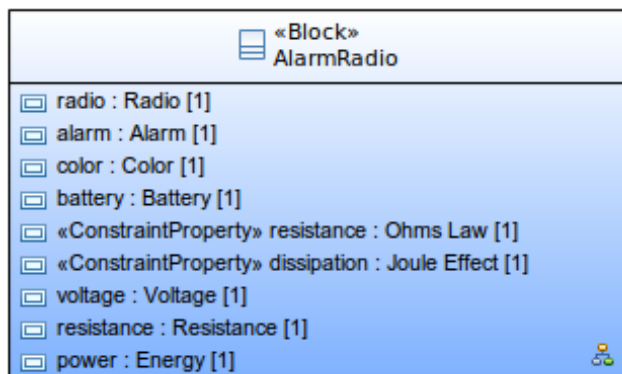 «Block»
AlarmRadio
radio : Radio [1]
alarm : Alarm [1]
color : Color [1]
battery : Battery [1]
«ConstraintProperty» resistance : Ohms Law [1]
«ConstraintProperty» dissipation : Joule Effect [1]
voltage : Voltage [1]
resistance : Resistance [1]
power : Energy [1]